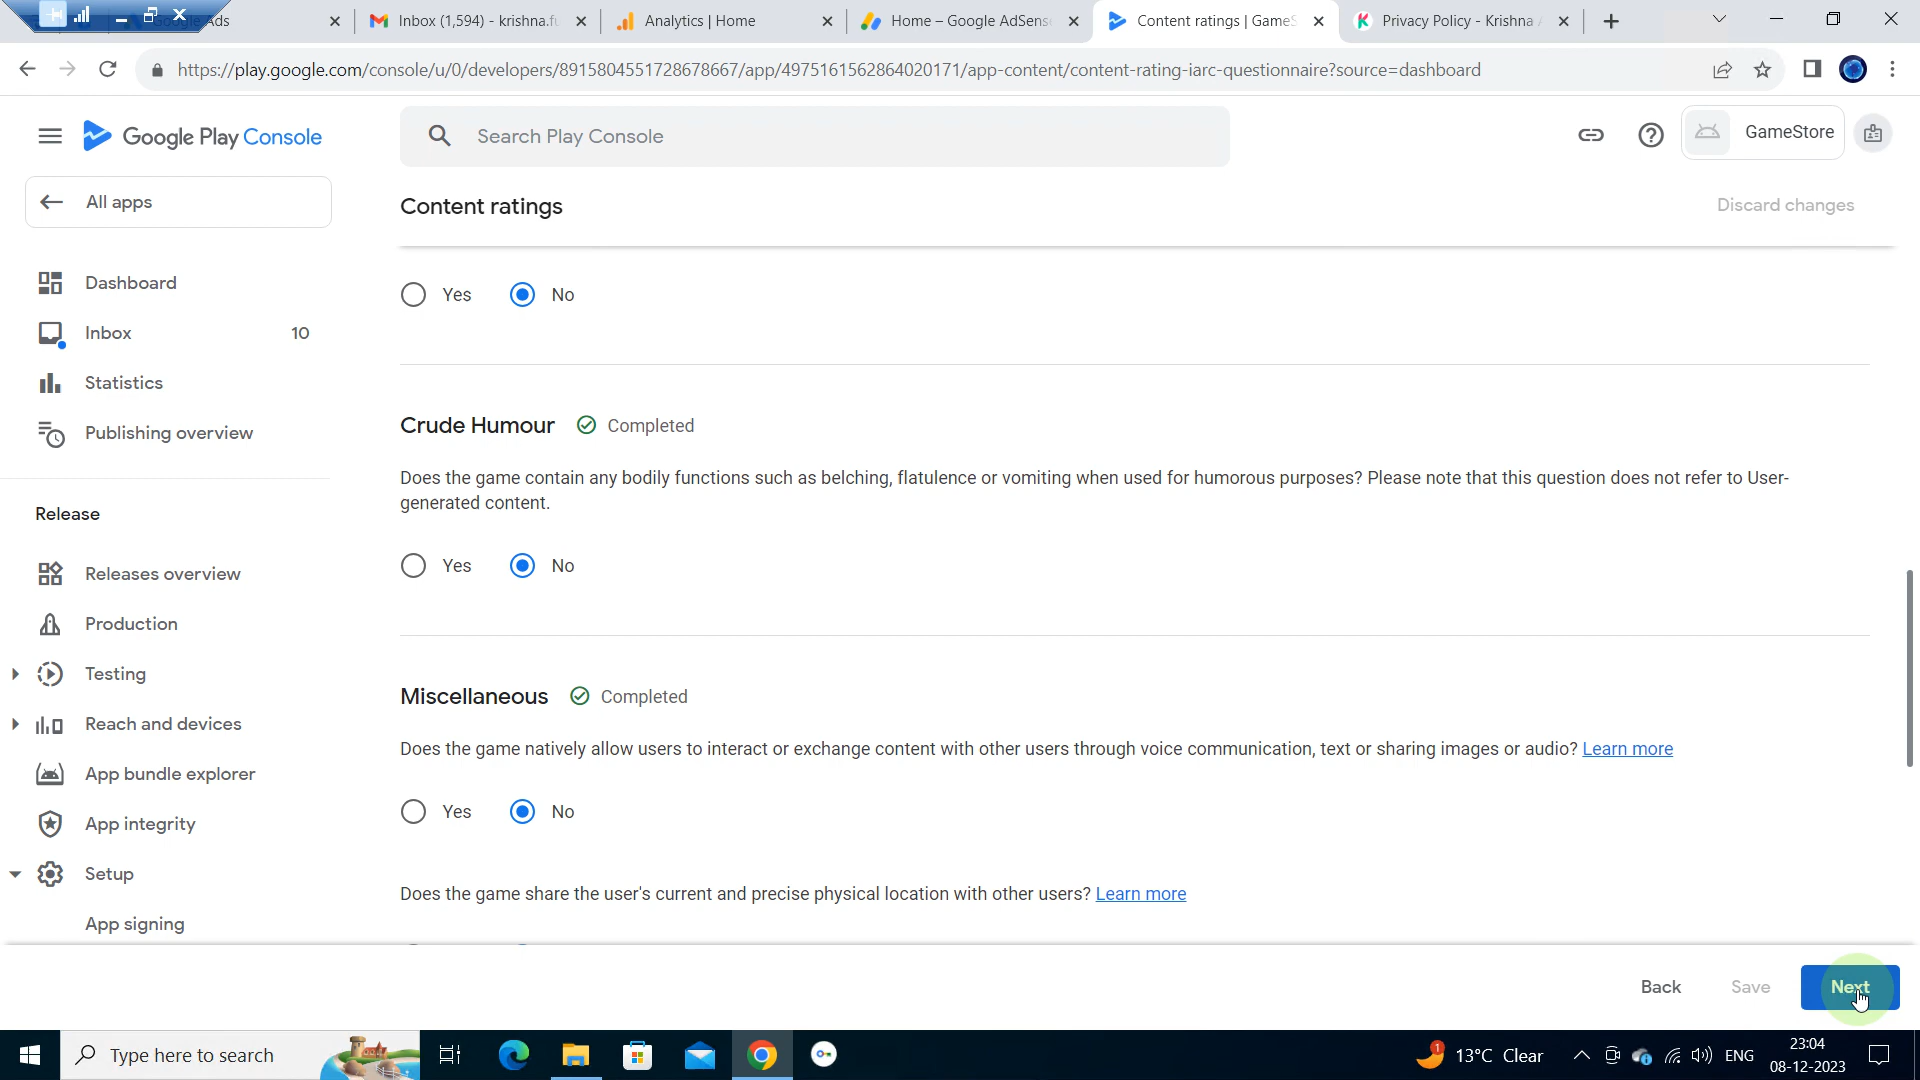 Ads
Inbox (1,594) - krishna.fu
Analytics | Home
Home – Google AdSens
Content ratings | GameS
Privacy Policy - Krishna A
https://play.google.com/console/u/0/developers/8915804551728678667/app/4975161562864020171/app-content/content-rating-iarc-questionnaire?source=dashboard
Google Play Console
Search Play Console
GameStore
All apps
Content ratings
Discard changes
Dashboard
Inbox 10
Statistics
Publishing overview
Release
Releases overview
Production
Testing
Reach and devices
App bundle explorer
App integrity
Setup
App signing
Yes No
Crude Humour Completed
Does the game contain any bodily functions such as belching, flatulence or vomiting when used for humorous purposes? Please note that this question does not refer to User-
generated content.
Yes No
Miscellaneous Completed
Does the game natively allow users to interact or exchange content with other users through voice communication, text or sharing images or audio? Learn more
Yes No
Does the game share the user's current and precise physical location with other users? Learn more
Back Save Next
Type here to search
1
13°C Clear
ENG
23:04
08-12-2023